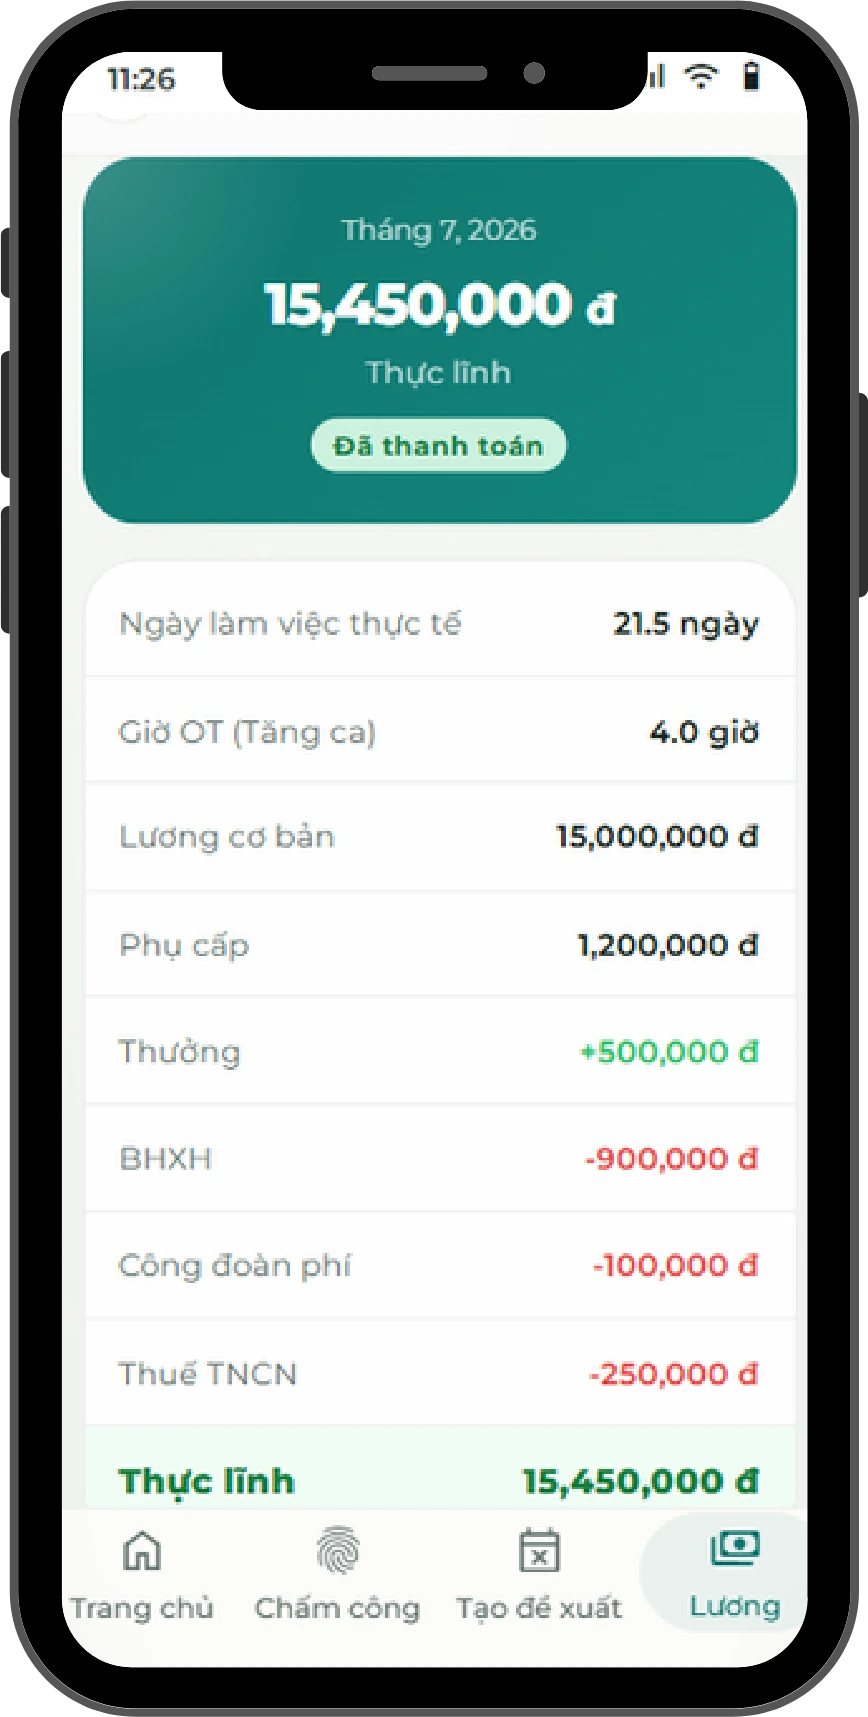 11:26
Tháng 7, 2026
15,450,000 đ
Thực lĩnh
Đã thanh toán
Ngày làm việc thực tế 21.5 ngày
Giờ OT (Tăng ca) 4.0 giờ
Lương cơ bản 15,000,000 đ
Phụ cấp 1,200,000 đ
Thưởng +500,000 đ
BHXH -900,000 đ
Công đoàn phí -100,000 đ
Thuế TNCN -250,000 đ
Thực lĩnh 15,450,000 đ
Trang chủ Chấm công Tạo đề xuất Lương